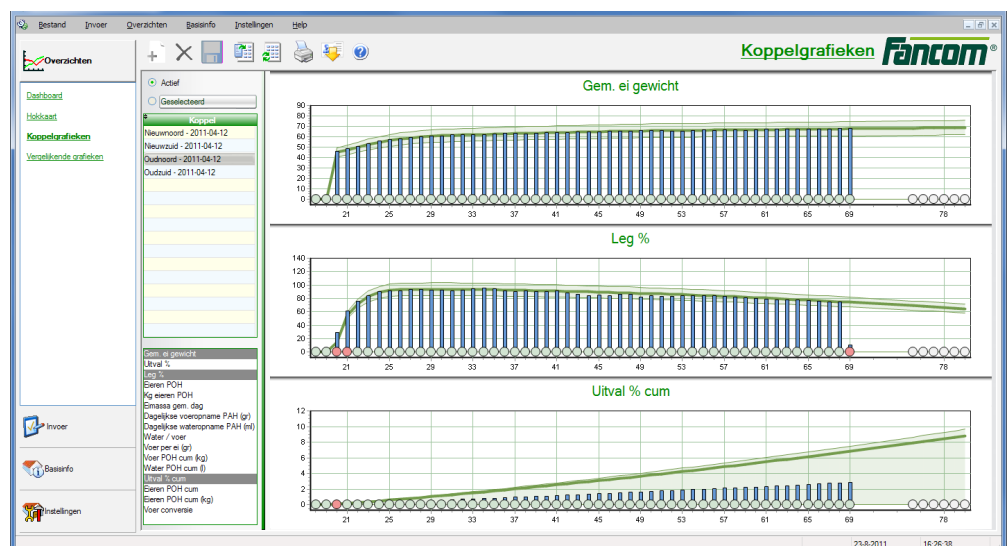 Bestand Invoer Overzichten Basisinfo Instellingen Help
Overzichten
Koppelgrafieken Fancom®
Dashboard
Hokkaart
Koppelgrafieken
Vergelijkende grafieken
Invoer
Basisinfo
Instellingen
Actief
Geselecteerd
Koppel
Nieuwnoord - 2011-04-12
Nieuwzuid - 2011-04-12
Oudnoord - 2011-04-12
Oudzuid - 2011-04-12
Gem. ei gewicht
Uitval %
Leg %
Eieren POH
Kg eieren POH
Eimassa gem. dag
Dagelijkse voeropname PAH (gr)
Dagelijkse wateropname PAH (ml)
Water / voer
Voer per ei (gr)
Voer POH cum (kg)
Water POH cum (l)
Uitval % cum
Eieren POH cum
Eieren POH cum (kg)
Voer conversie
Gem. ei gewicht
90
80
70
60
50
40
30
20
10
0
21 25 29 33 37 41 45 49 53 57 61 65 69 78
Leg %
140
120
100
80
60
40
20
0
21 25 29 33 37 41 45 49 53 57 61 65 69 78
Uitval % cum
12
10
8
6
4
2
0
21 25 29 33 37 41 45 49 53 57 61 65 69 78
23-8-2011 16:26:38